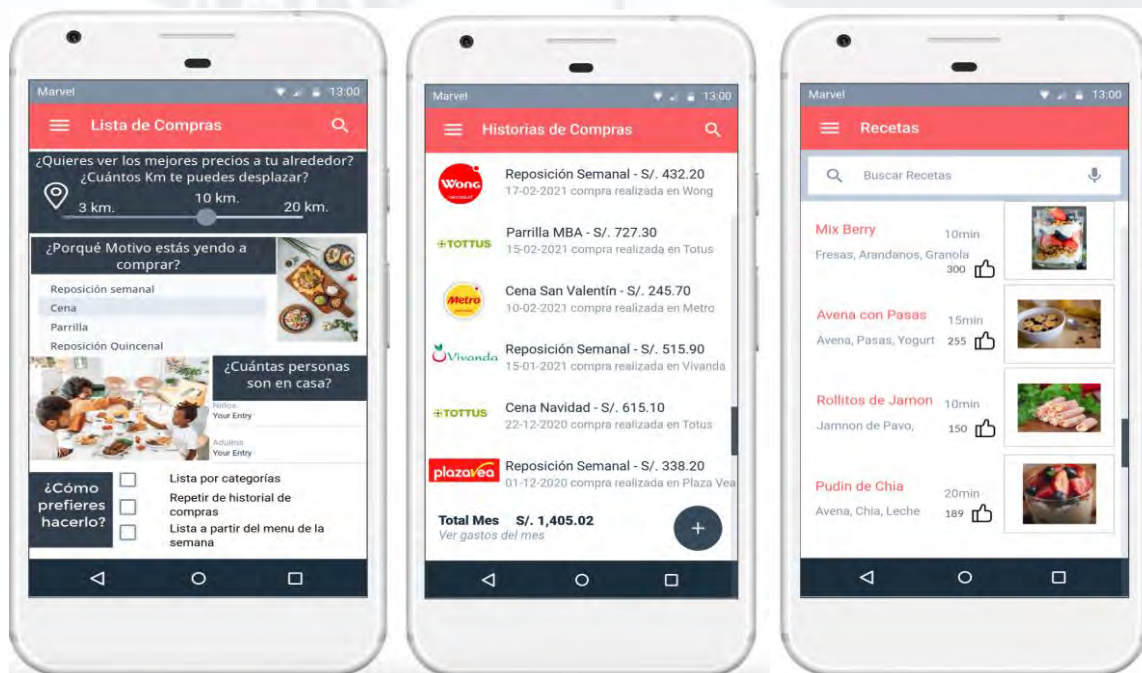 Marvel
13:00
Lista de Compras
¿Quieres ver los mejores precios a tu alrededor?
¿Cuántos Km te puedes desplazar?
3 km.
10 km.
20 km.
¿Porqué Motivo estás yendo a
comprar?
Reposición semanal
Cena
Parrilla
Reposición Quincenal
¿Cuántas personas
son en casa?
Niños
Your Entry
Adultos
Your Entry
¿Cómo
prefieres
hacerlo?
Lista por categorías
Repetir de historial de
compras
Lista a partir del menu de la
semana
Marvel
13:00
Historias de Compras
Wong
Reposición Semanal - S/. 432.20
17-02-2021 compra realizada en Wong
TOTTUS
Parrilla MBA - S/. 727.30
15-02-2021 compra realizada en Totus
Metro
Cena San Valentín - S/. 245.70
10-02-2021 compra realizada en Metro
Vivanda
Reposición Semanal - S/. 515.90
15-01-2021 compra realizada en Vivanda
TOTTUS
Cena Navidad - S/. 615.10
22-12-2020 compra realizada en Totus
plazavea
Reposición Semanal - S/. 338.20
01-12-2020 compra realizada en Plaza Vea
Total Mes S/. 1,405.02
Ver gastos del mes
Marvel
13:00
Recetas
Buscar Recetas
Mix Berry
10min
Fresas, Arandanos, Granola
300
Avena con Pasas
15min
Avena, Pasas, Yogurt
255
Rollitos de Jamon
10min
Jamnon de Pavo,
150
Pudin de Chia
20min
Avena, Chia, Leche
189